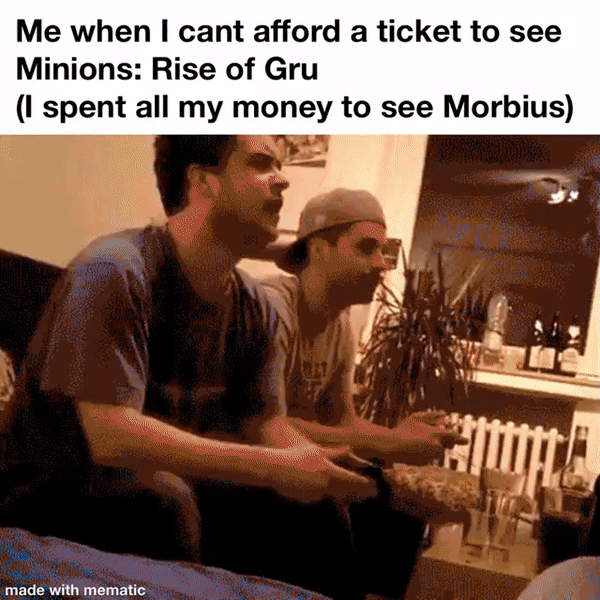 Me when I cant afford a ticket to see
Minions: Rise of Gru
(I spent all my money to see Morbius)
made with mematic